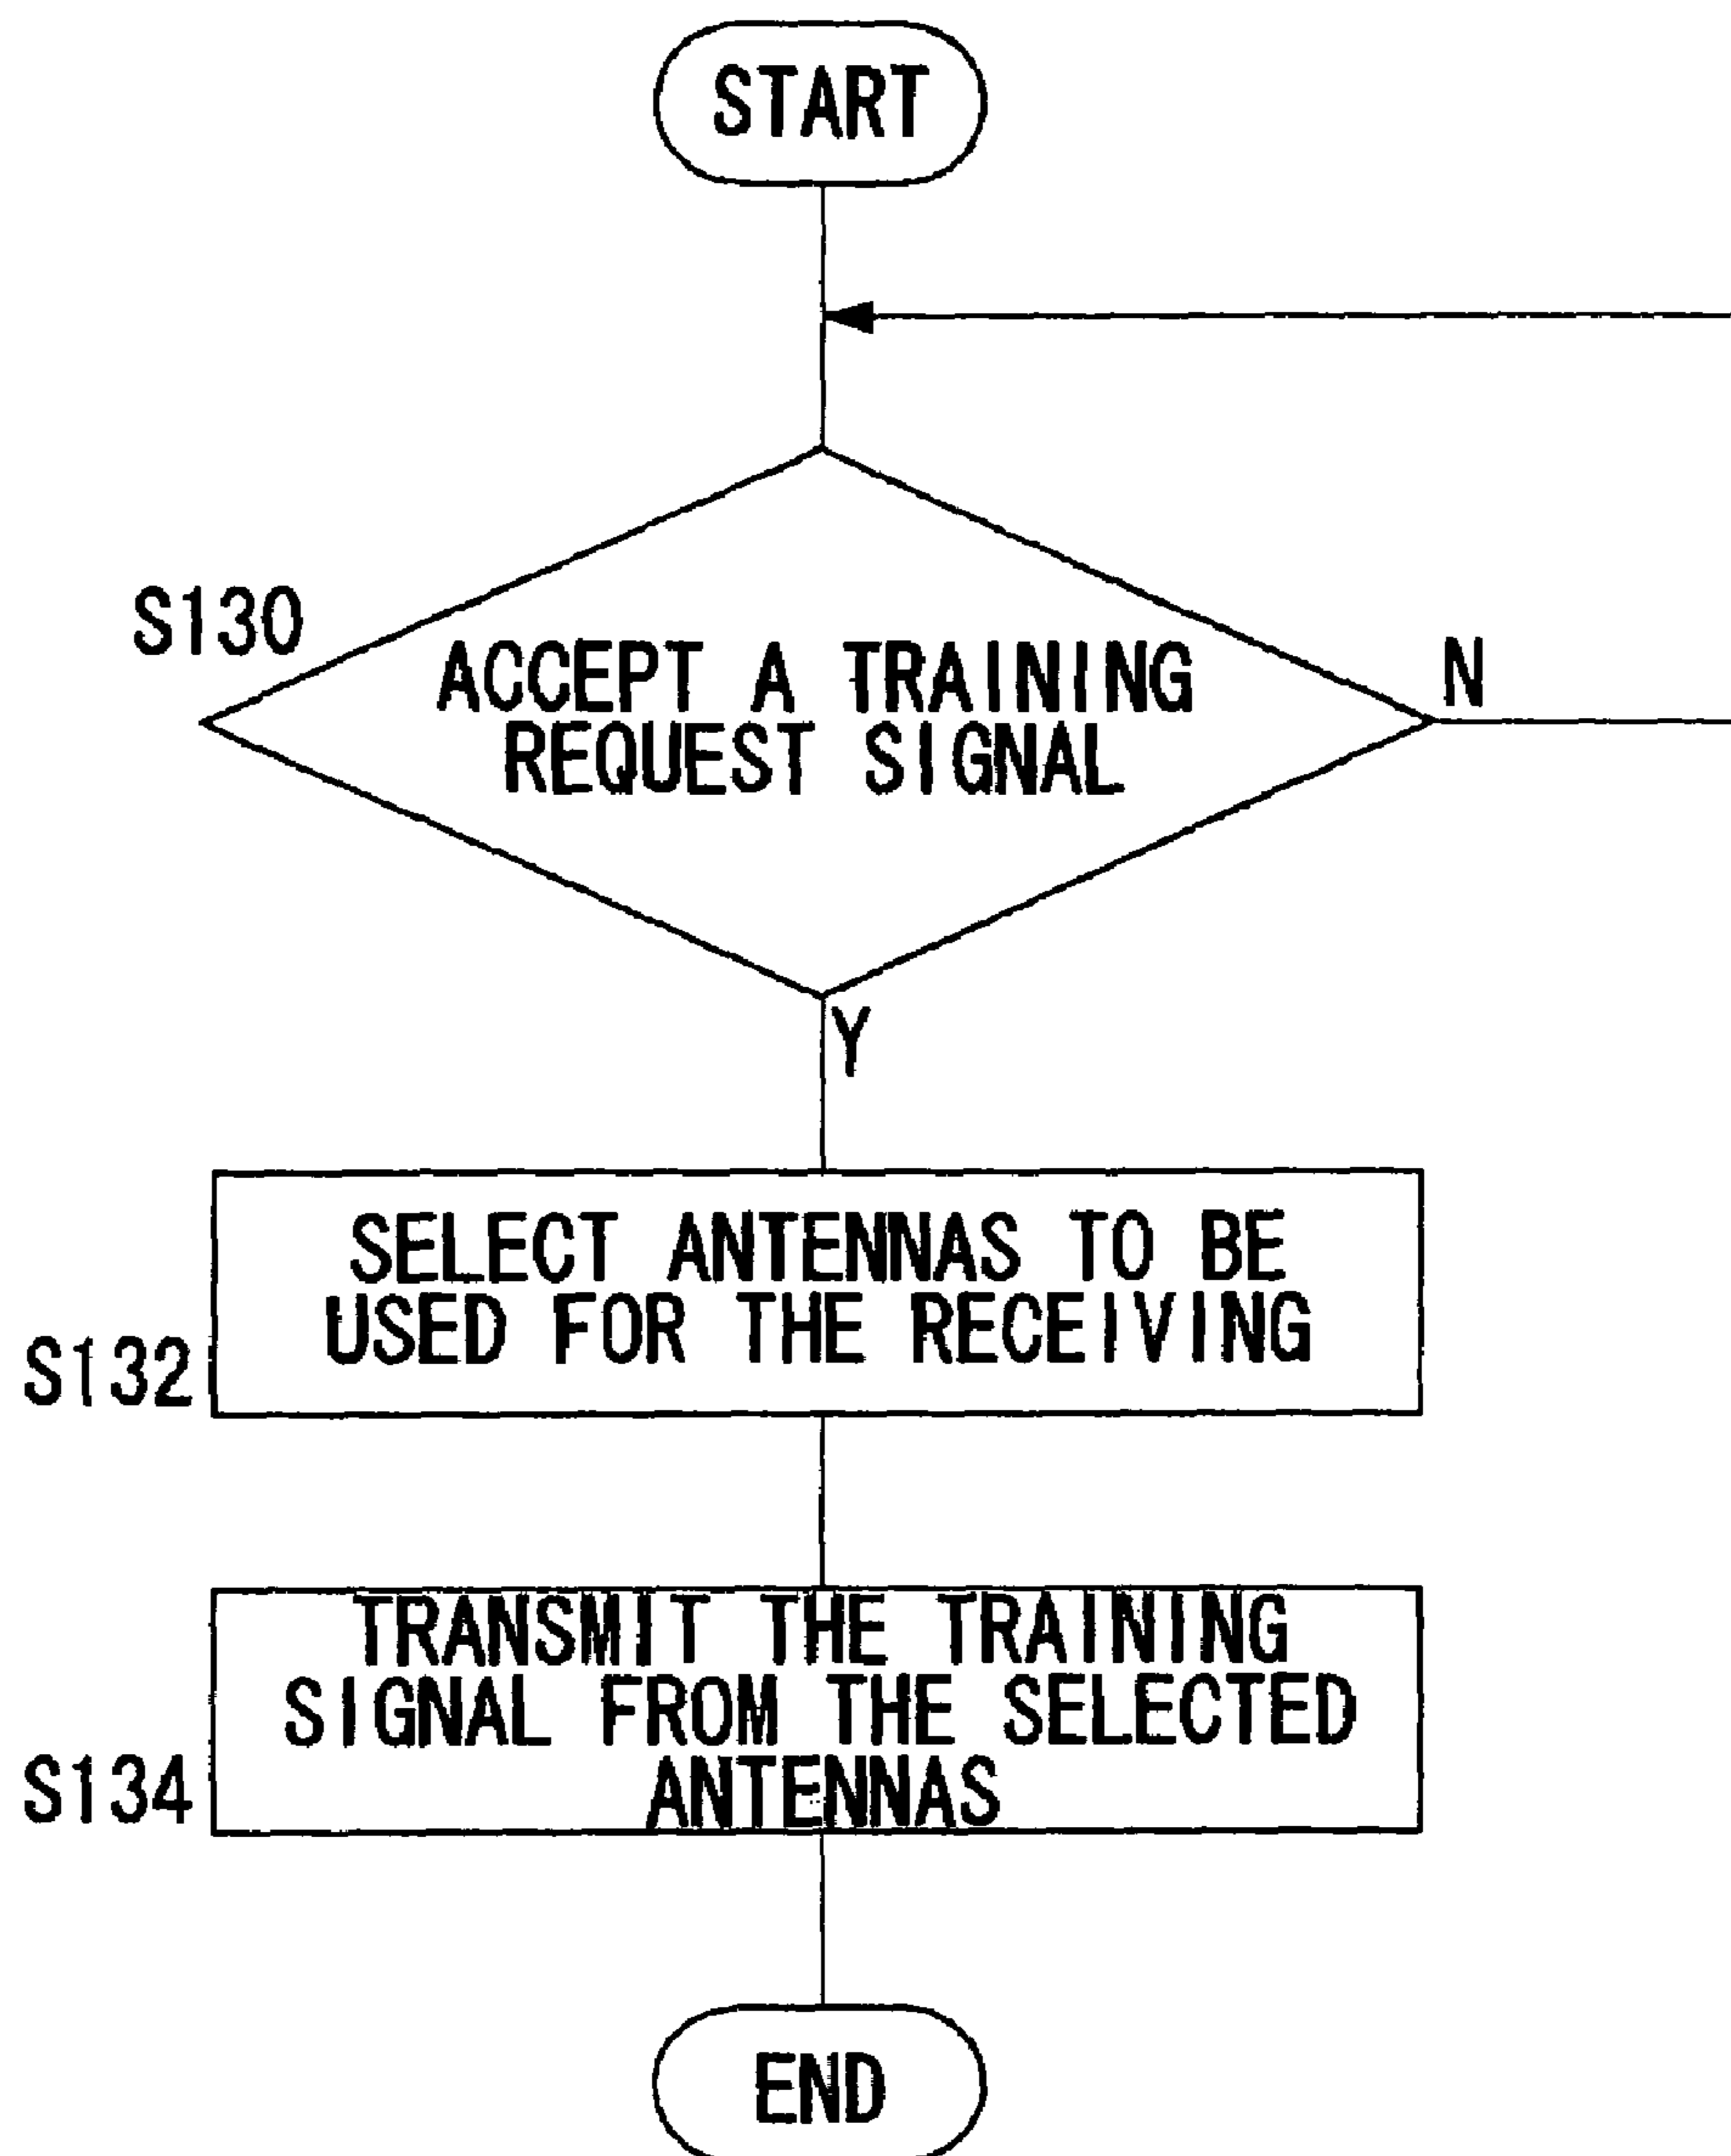 START
S130
ACCEPT A TRAINING
REQUEST SIGNAL
N
Y
SELECT ANTENNAS TO BE
USED FOR THE RECEIVING
S132
TRANSMIT THE TRAINING
SIGNAL FROM THE SELECTED
ANTENNAS
S134
END